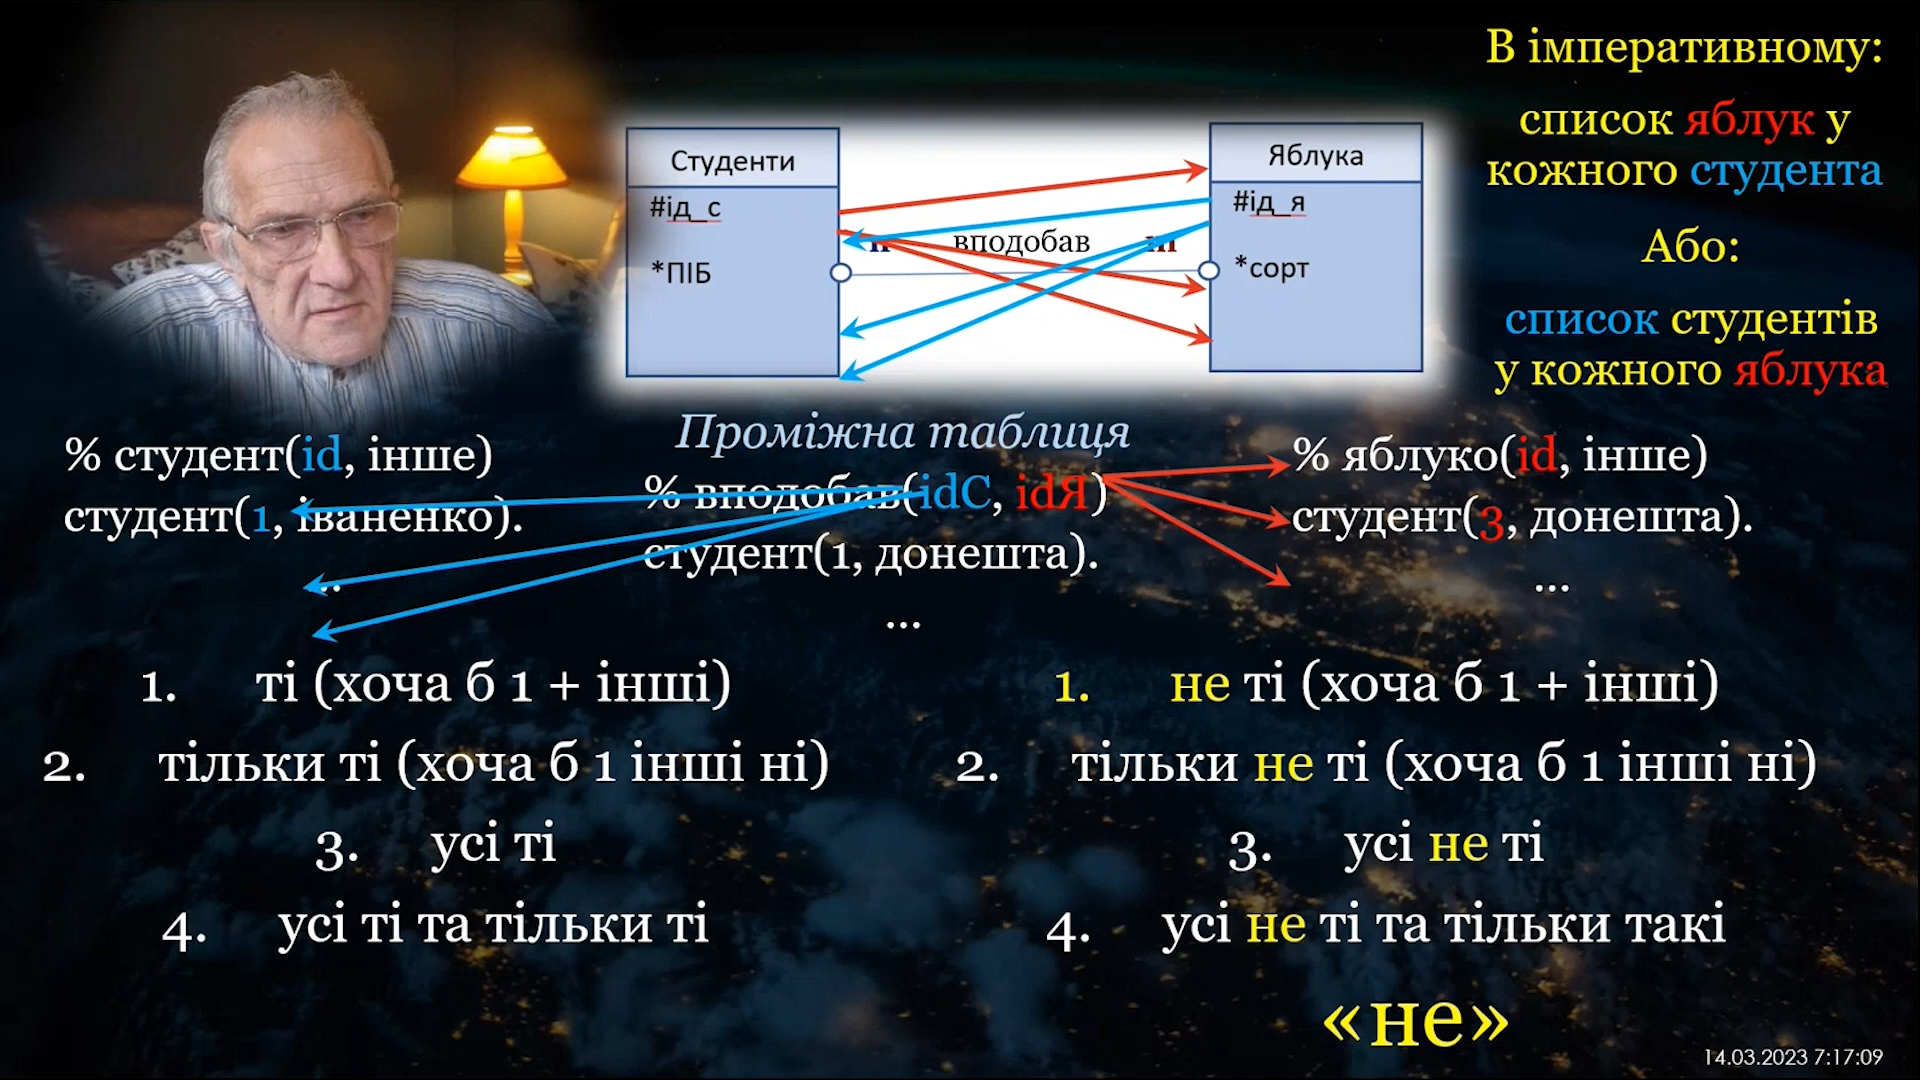 В імперативному:
список яблук у
кожного студента
Або:
список студентів
у кожного яблука
Студенти
#ід_с
*ПІБ
вподобав
m
Яблука
#ід_я
*сорт
% студент(id, інше)
студент(1, іваненко).
...
Проміжна таблиця
% вподобав(idС, idЯ)
студент(1, донешта).
...
% яблуко(id, інше)
студент(3, донешта).
...
1. ті (хоча б 1 + інші)
2. тільки ті (хоча б 1 інші ні)
3. усі ті
4. усі ті та тільки ті
1. не ті (хоча б 1 + інші)
2. тільки не ті (хоча б 1 інші ні)
3. усі не ті
4. усі не ті та тільки такі
«не»
14.03.2023 7:17:09